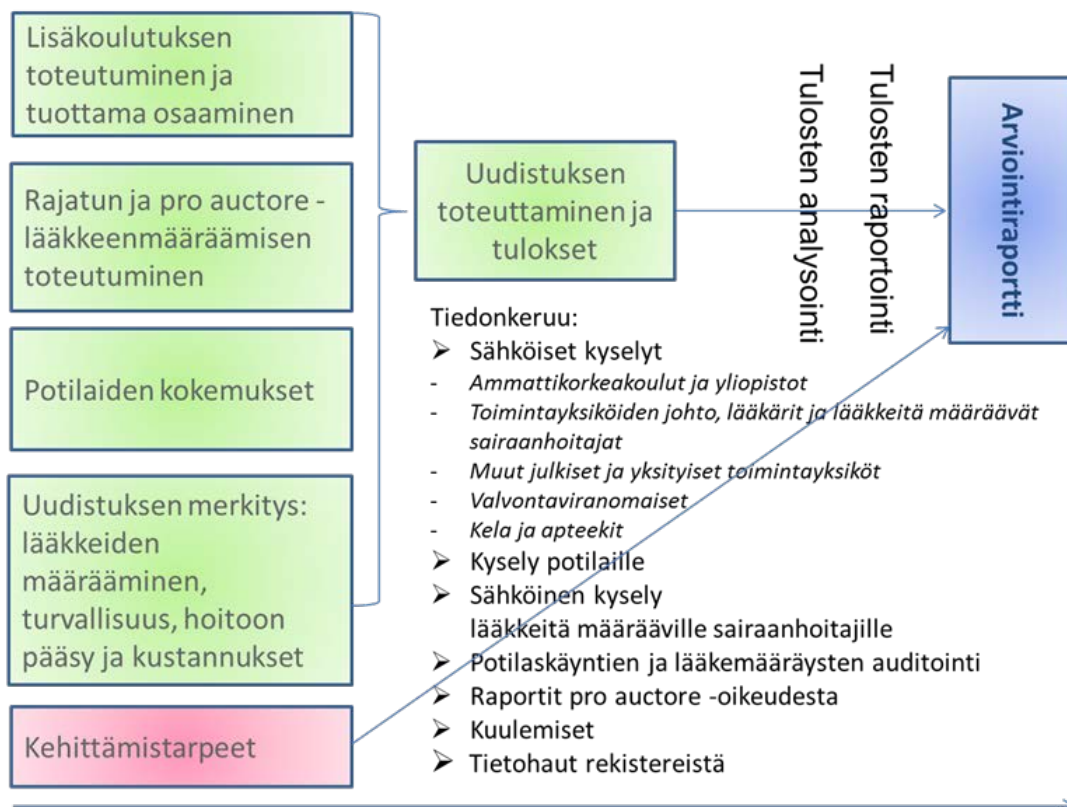 Lisäkoulutuksen
toteutuminen ja
tuottama osaaminen
Rajatun ja pro auctore -
lääkkeenmääräämisen
toteutuminen
Potilaiden kokemukset
Uudistuksen merkitys:
lääkkeiden
määrääminen,
turvallisuus, hoitoon
pääsy ja kustannukset
Kehittämistarpeet
Uudistuksen
toteuttaminen ja
tulokset
Tiedonkeruu:
➢ Sähköiset kyselyt
- Ammattikorkeakoulut ja yliopistot
- Toimintayksiköiden johto, lääkärit ja lääkkeitä määräävät
sairaanhoitajat
- Muut julkiset ja yksityiset toimintayksiköt
- Valvontaviranomaiset
- Kela ja apteekit
➢ Kysely potilaille
➢ Sähköinen kysely
lääkkeitä määrääville sairaanhoitajille
➢ Potilaskäyntien ja lääkemääräysten auditointi
➢ Raportit pro auctore -oikeudesta
➢ Kuulemiset
➢ Tietohaut rekistereistä
Tulosten raportointi
Tulosten analysointi
Arviointiraportti